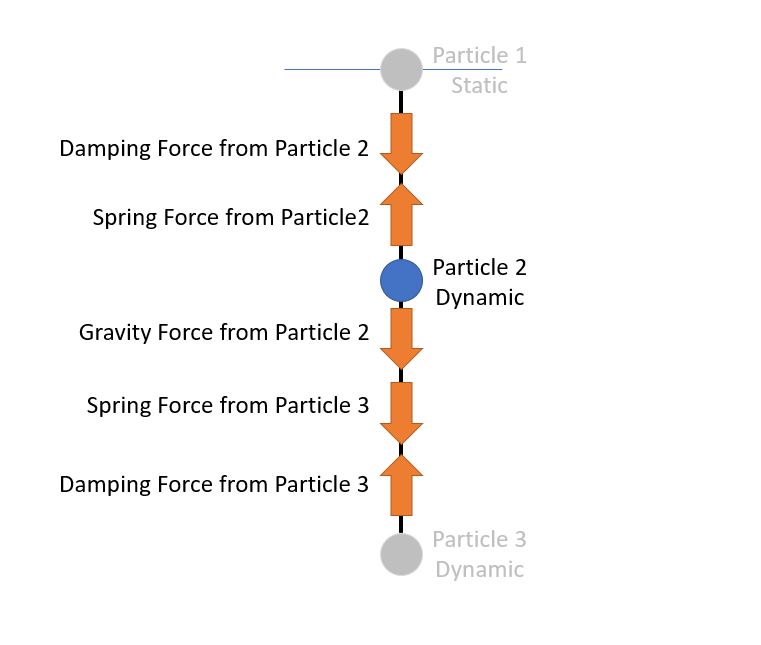 Particle 1
Static
Damping Force from Particle 2
Spring Force from Particle2
Particle 2
Dynamic
Gravity Force from Particle 2
Spring Force from Particle 3
Damping Force from Particle 3
Particle 3
Dynamic